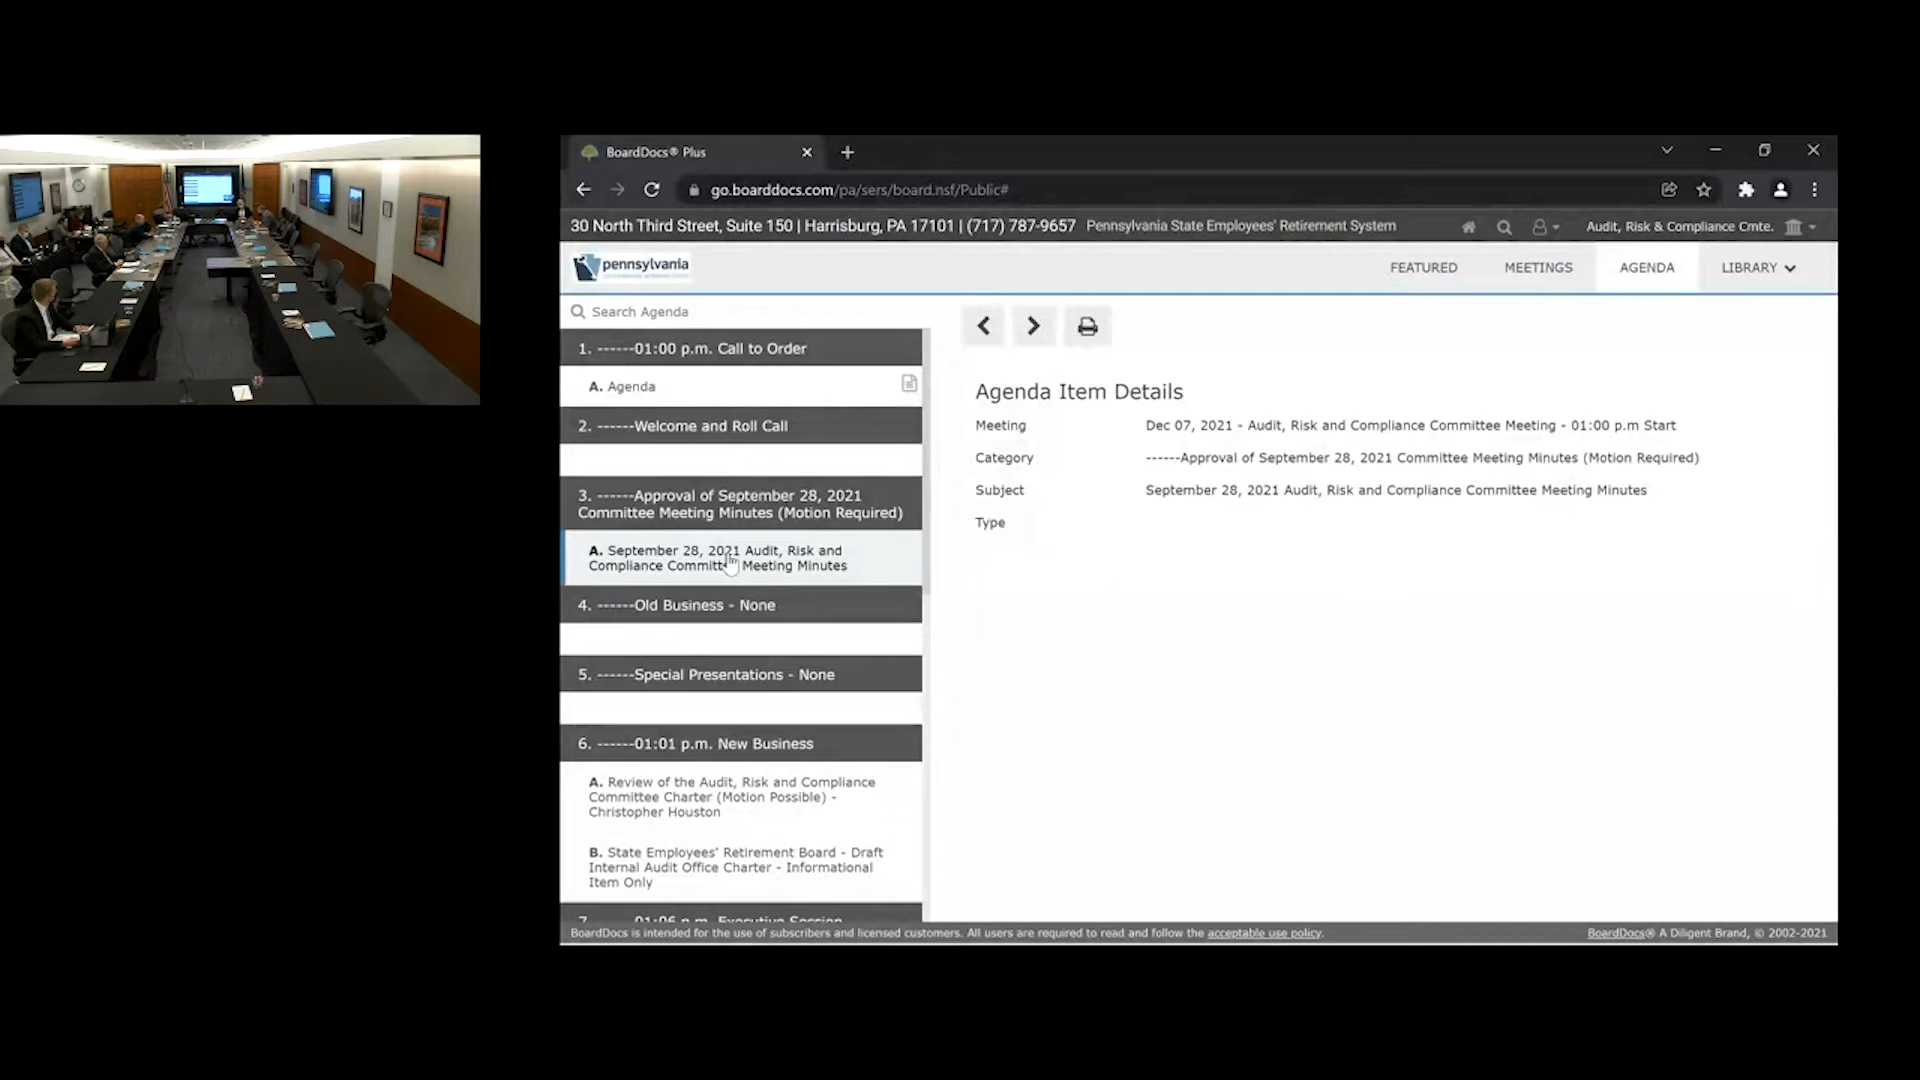 BoardDocs® Plus
go.boarddocs.com/pa/sers/board.nsf/Public#
30 North Third Street, Suite 150 | Harrisburg, PA 17101 | (717) 787-9657 Pennsylvania State Employees' Retirement System
Audit, Risk & Compliance Cmte.
pennsylvania
FEATURED MEETINGS AGENDA LIBRARY
Search Agenda
1. ------01:00 p.m. Call to Order
A. Agenda
2. ------Welcome and Roll Call
3. ------Approval of September 28, 2021
Committee Meeting Minutes (Motion Required)
A. September 28, 2021 Audit, Risk and
Compliance Committee Meeting Minutes
4. ------Old Business - None
5. ------Special Presentations - None
6. ------01:01 p.m. New Business
A. Review of the Audit, Risk and Compliance
Committee Charter (Motion Possible) -
Christopher Houston
B. State Employees' Retirement Board - Draft
Internal Audit Office Charter - Informational
Item Only
7. ------01:06 p.m. Executive Session
Agenda Item Details
Meeting Dec 07, 2021 - Audit, Risk and Compliance Committee Meeting - 01:00 p.m Start
Category ------Approval of September 28, 2021 Committee Meeting Minutes (Motion Required)
Subject September 28, 2021 Audit, Risk and Compliance Committee Meeting Minutes
Type
BoardDocs is intended for the use of subscribers and licensed customers. All users are required to read and follow the acceptable use policy.
BoardDocs® A Diligent Brand, © 2002-2021